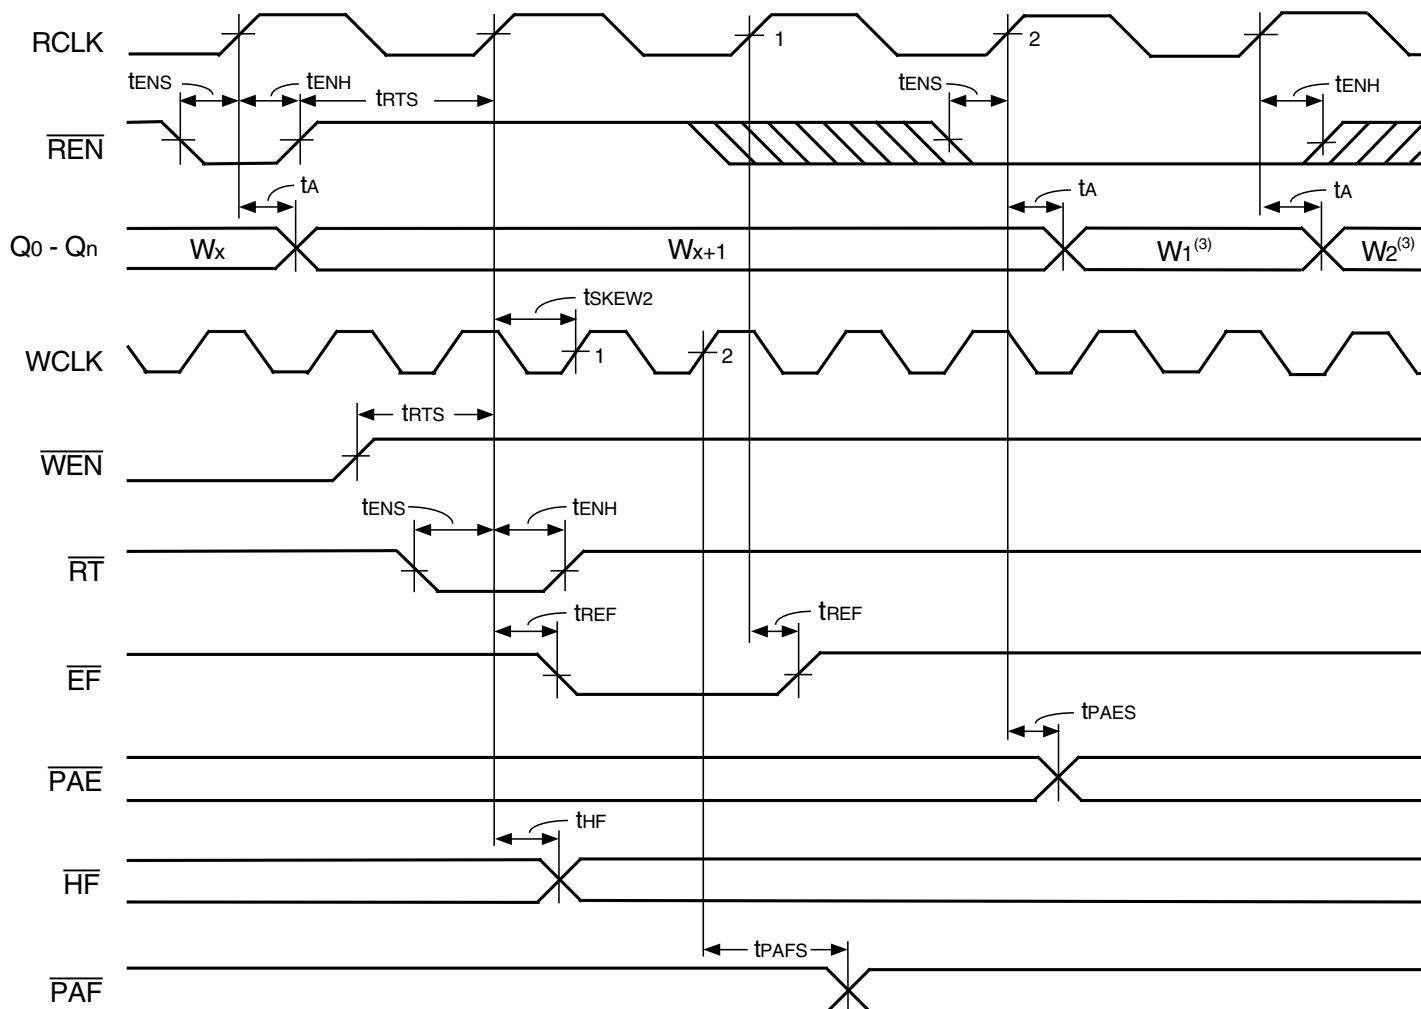 RCLK 1 2
tENS tENH tRTS tENS tENH
REN
tA tA tA
Q0 - Qn Wx Wx+1 W1(3) W2(3)
tSKEW2
WCLK 1 2
tRTS
WEN
tENS tENH
RT
tREF tREF
EF
tPAES
PAE
tHF
HF
tPAFS
PAF